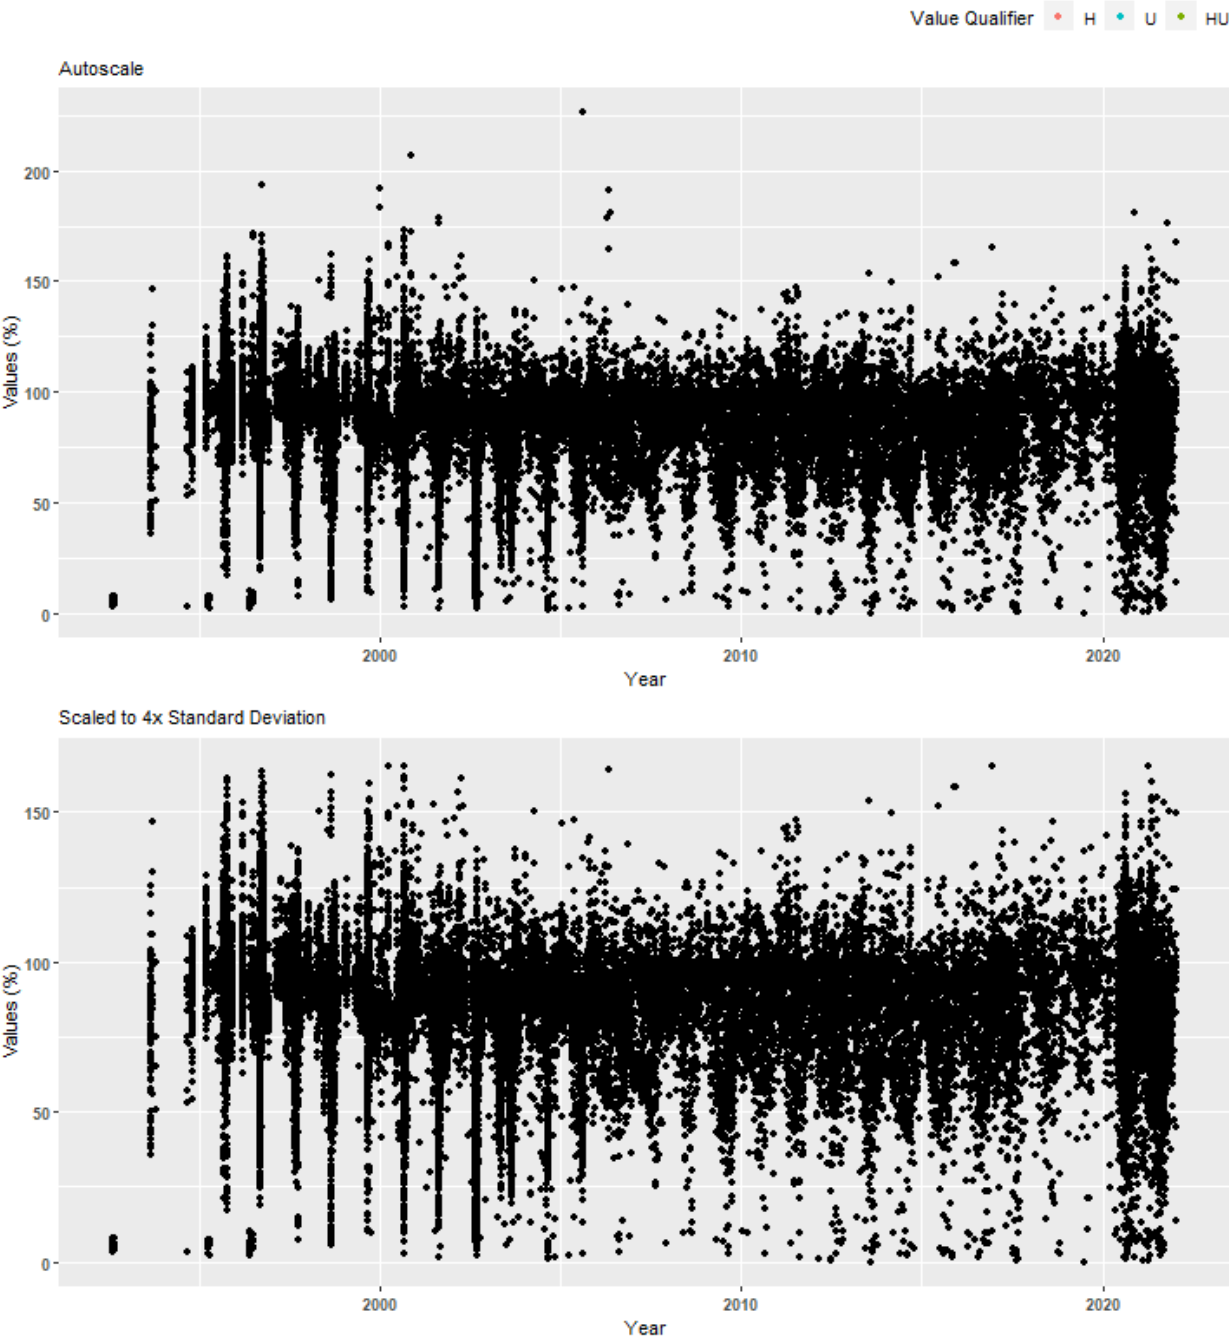 Value Qualifier H U HU
Autoscale
200
150
100
50
0
Values (%)
2000 2010 2020
Year
Scaled to 4x Standard Deviation
150
100
50
0
Values (%)
2000 2010 2020
Year